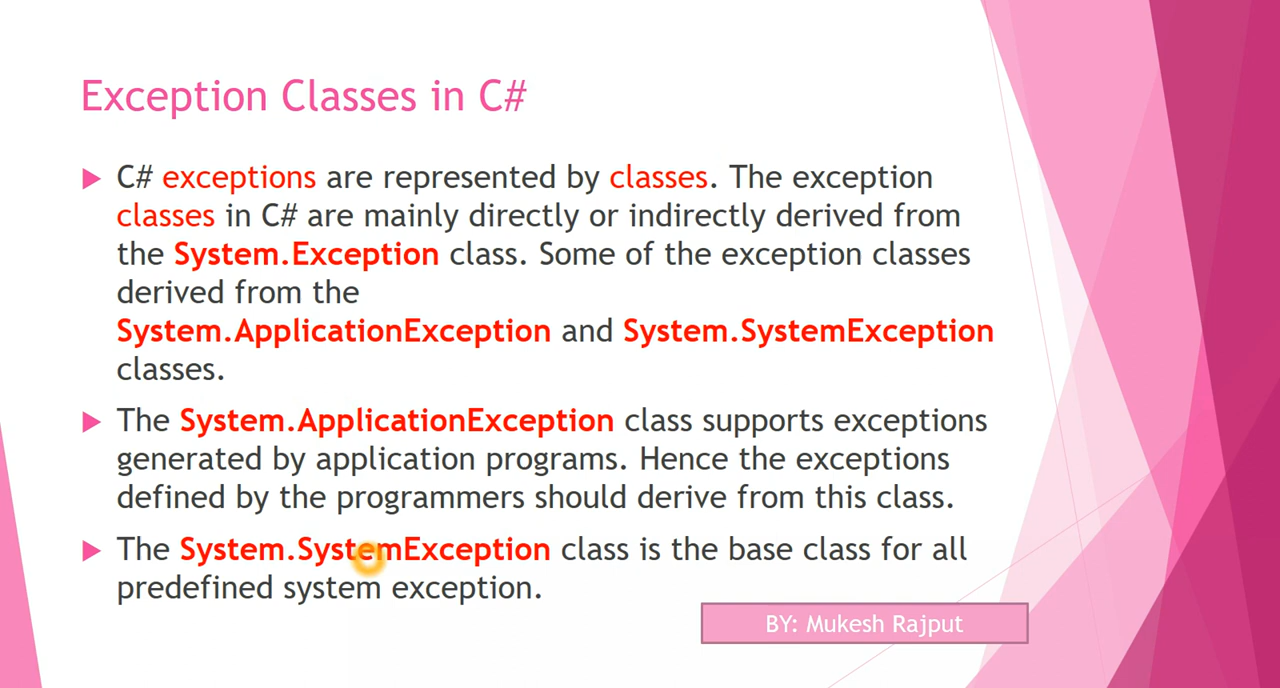 Exception Classes in C#
C# exceptions are represented by classes. The exception
classes in C# are mainly directly or indirectly derived from
the System.Exception class. Some of the exception classes
derived from the
System.ApplicationException and System.SystemException
classes.
The System.ApplicationException class supports exceptions
generated by application programs. Hence the exceptions
defined by the programmers should derive from this class.
The System.SystemException class is the base class for all
predefined system exception.
BY: Mukesh Rajput